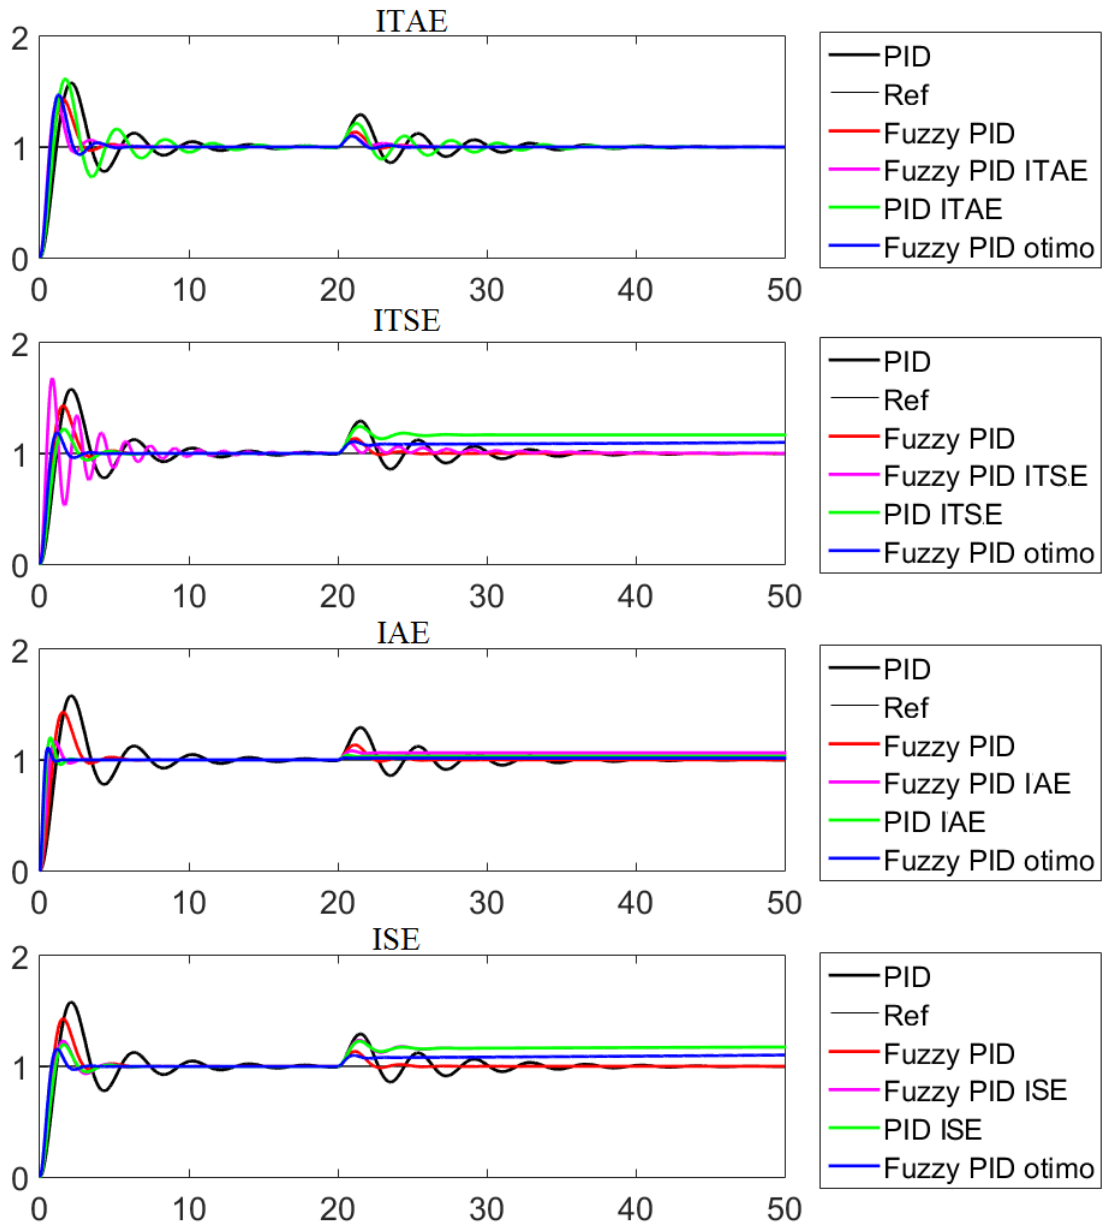 ITAE
2
1
0
0 10 20 30 40 50
PID
Ref
Fuzzy PID
Fuzzy PID ITAE
PID ITAE
Fuzzy PID otimo
ITSE
2
1
0
0 10 20 30 40 50
PID
Ref
Fuzzy PID
Fuzzy PID ITSE
PID ITSE
Fuzzy PID otimo
IAE
2
1
0
0 10 20 30 40 50
PID
Ref
Fuzzy PID
Fuzzy PID IAE
PID IAE
Fuzzy PID otimo
ISE
2
1
0
0 10 20 30 40 50
PID
Ref
Fuzzy PID
Fuzzy PID ISE
PID ISE
Fuzzy PID otimo